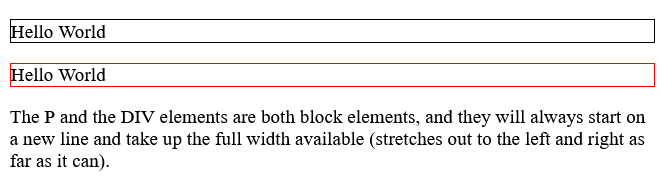 Hello World
Hello World
The P and the DIV elements are both block elements, and they will always start on
a new line and take up the full width available (stretches out to the left and right as
far as it can).